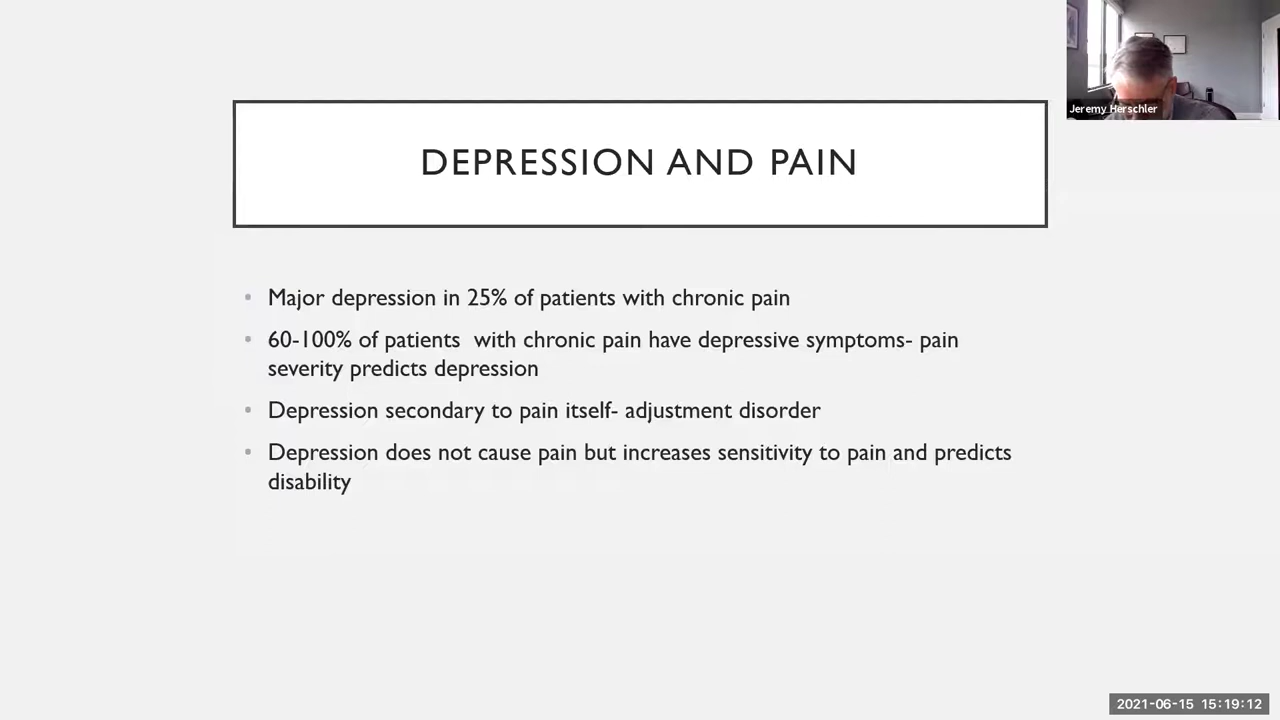 Jeremy Herschler
DEPRESSION AND PAIN
• Major depression in 25% of patients with chronic pain
• 60-100% of patients  with chronic pain have depressive symptoms- pain
severity predicts depression
• Depression secondary to pain itself- adjustment disorder
• Depression does not cause pain but increases sensitivity to pain and predicts
disability
2021-06-15 15:19:12